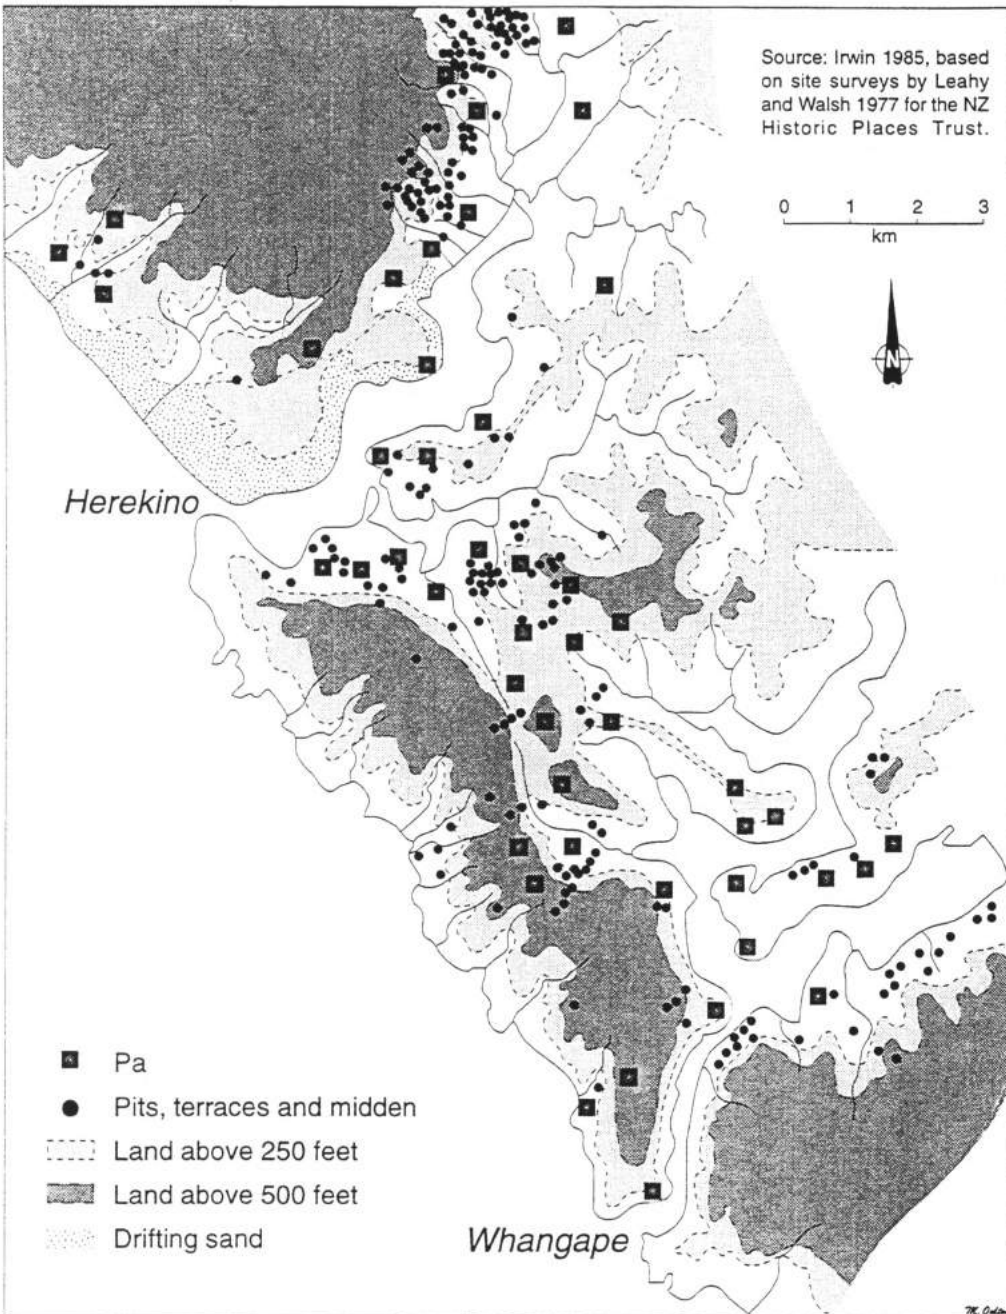 Source: Irwin 1985, based
on site surveys by Leahy
and Walsh 1977 for the NZ
Historic Places Trust.
0 1 2 3
km
N
Herekino
Whangape
Pa
Pits, terraces and midden
Land above 250 feet
Land above 500 feet
Drifting sand